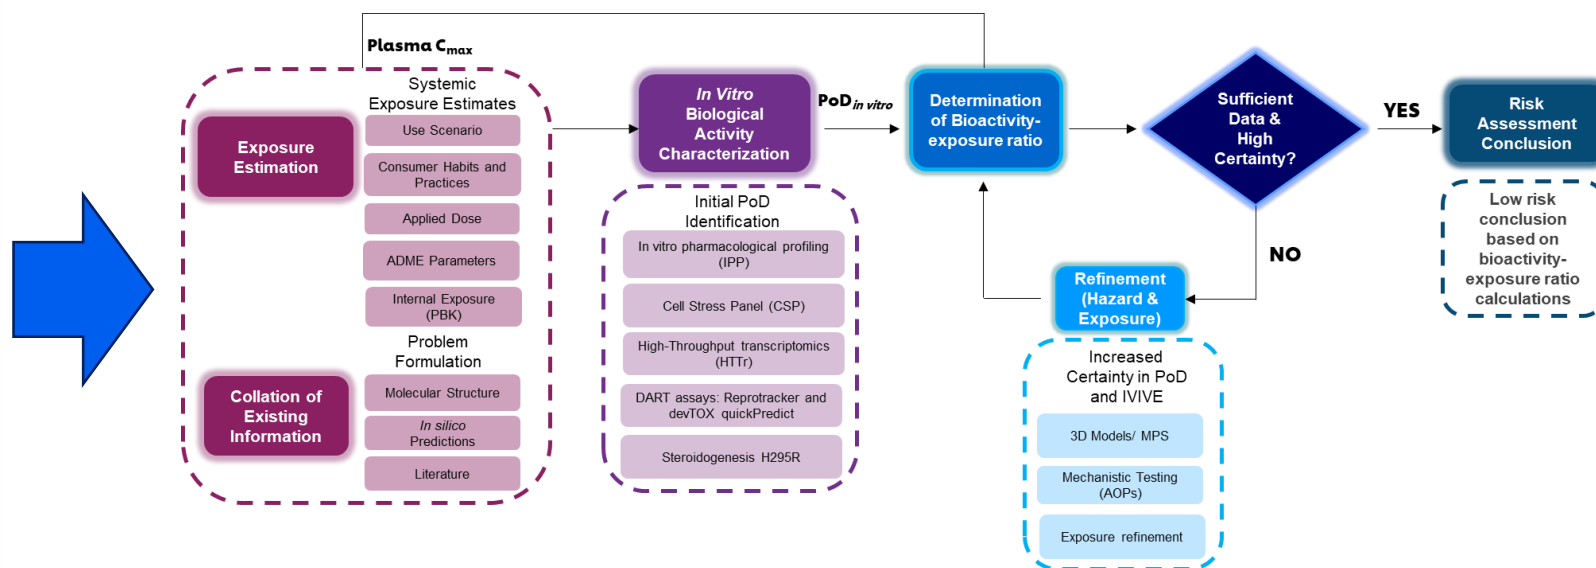 Plasma Cmax
Systemic
Exposure Estimates
Exposure
Estimation
Use Scenario
Consumer Habits and
Practices
Applied Dose
ADME Parameters
Internal Exposure
(PBK)
Problem
Formulation
Collation of
Existing
Information
Molecular Structure
In silico
Predictions
Literature
In Vitro
Biological
Activity
Characterization
Initial PoD
Identification
In vitro pharmacological profiling
(IPP)
Cell Stress Panel (CSP)
High-Throughput transcriptomics
(HTTr)
DART assays: Reprotracker and
devTOX quickPredict
Steroidogenesis H295R
PoD in vitro
Determination
of Bioactivity-
exposure ratio
Sufficient
Data &
High
Certainty?
YES
NO
Refinement
(Hazard &
Exposure)
Increased
Certainty in PoD
and IVIVE
3D Models/ MPS
Mechanistic Testing
(AOPs)
Exposure refinement
Risk
Assessment
Conclusion
Low risk
conclusion
based on
bioactivity-
exposure ratio
calculations